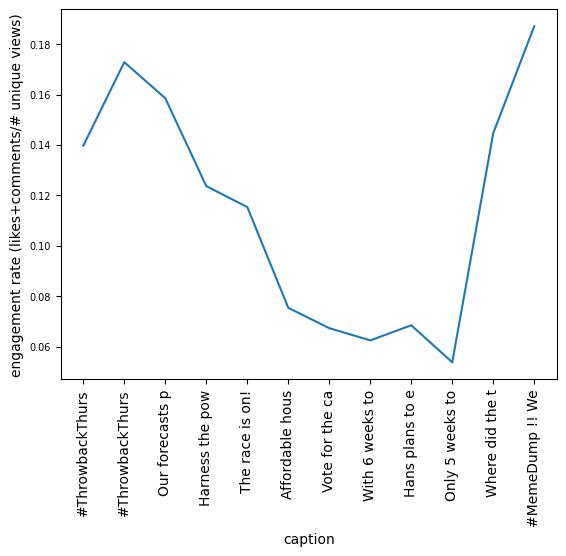 engagement rate (likes+comments/# unique views)
0.18
0.16
0.14
0.12
0.10
0.08
0.06
#ThrowbackThurs
#ThrowbackThurs
Our forecasts p
Harness the pow
The race is on!
Affordable hous
Vote for the ca
With 6 weeks to
Hans plans to e
Only 5 weeks to
Where did the t
#MemeDump !! We
caption